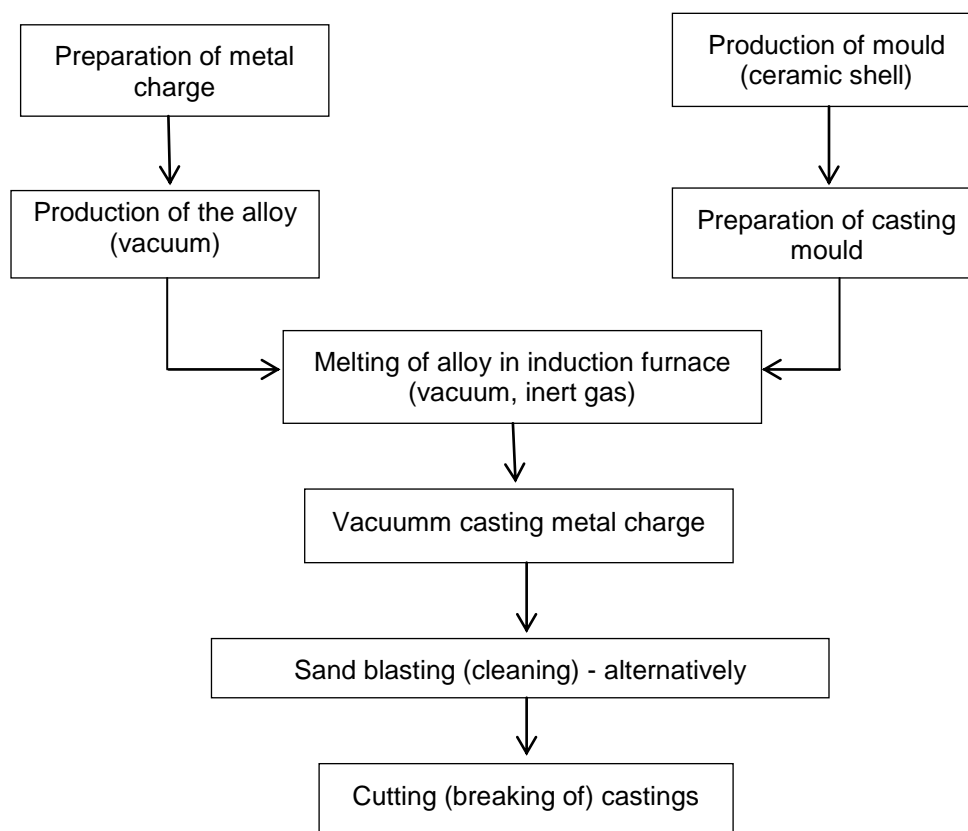 Preparation of metal
charge
Production of mould
(ceramic shell)
Production of the alloy
(vacuum)
Preparation of casting
mould
Melting of alloy in induction furnace
(vacuum, inert gas)
Vacuumm casting metal charge
Sand blasting (cleaning) - alternatively
Cutting (breaking of) castings